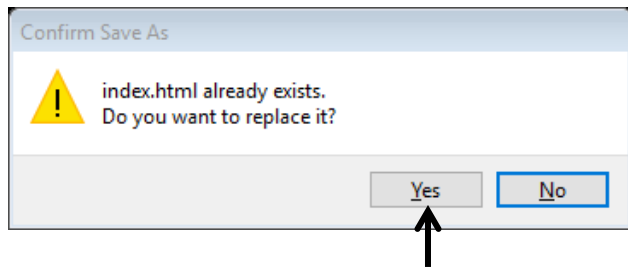 Confirm Save As
index.html already exists.
Do you want to replace it?
Yes No